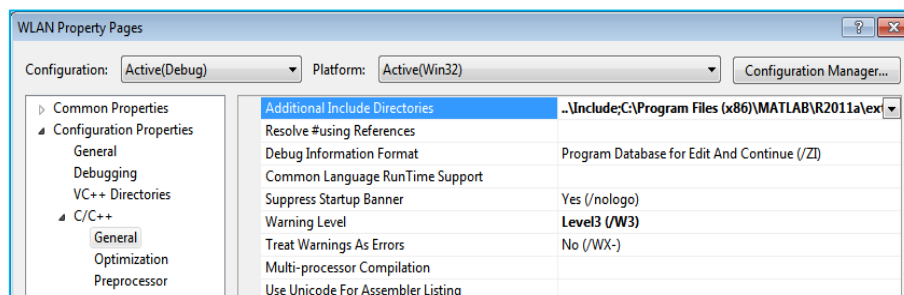 WLAN Property Pages
Configuration: Active(Debug) Platform: Active(Win32) Configuration Manager...
Common Properties
Configuration Properties
General
Debugging
VC++ Directories
C/C++
General
Optimization
Preprocessor
Additional Include Directories ..\Include;C:\Program Files (x86)\MATLAB\R2011a\ext
Resolve #using References
Debug Information Format Program Database for Edit And Continue (/ZI)
Common Language RunTime Support
Suppress Startup Banner Yes (/nologo)
Warning Level Level3 (/W3)
Treat Warnings As Errors No (/WX-)
Multi-processor Compilation
Use Unicode For Assembler Listing